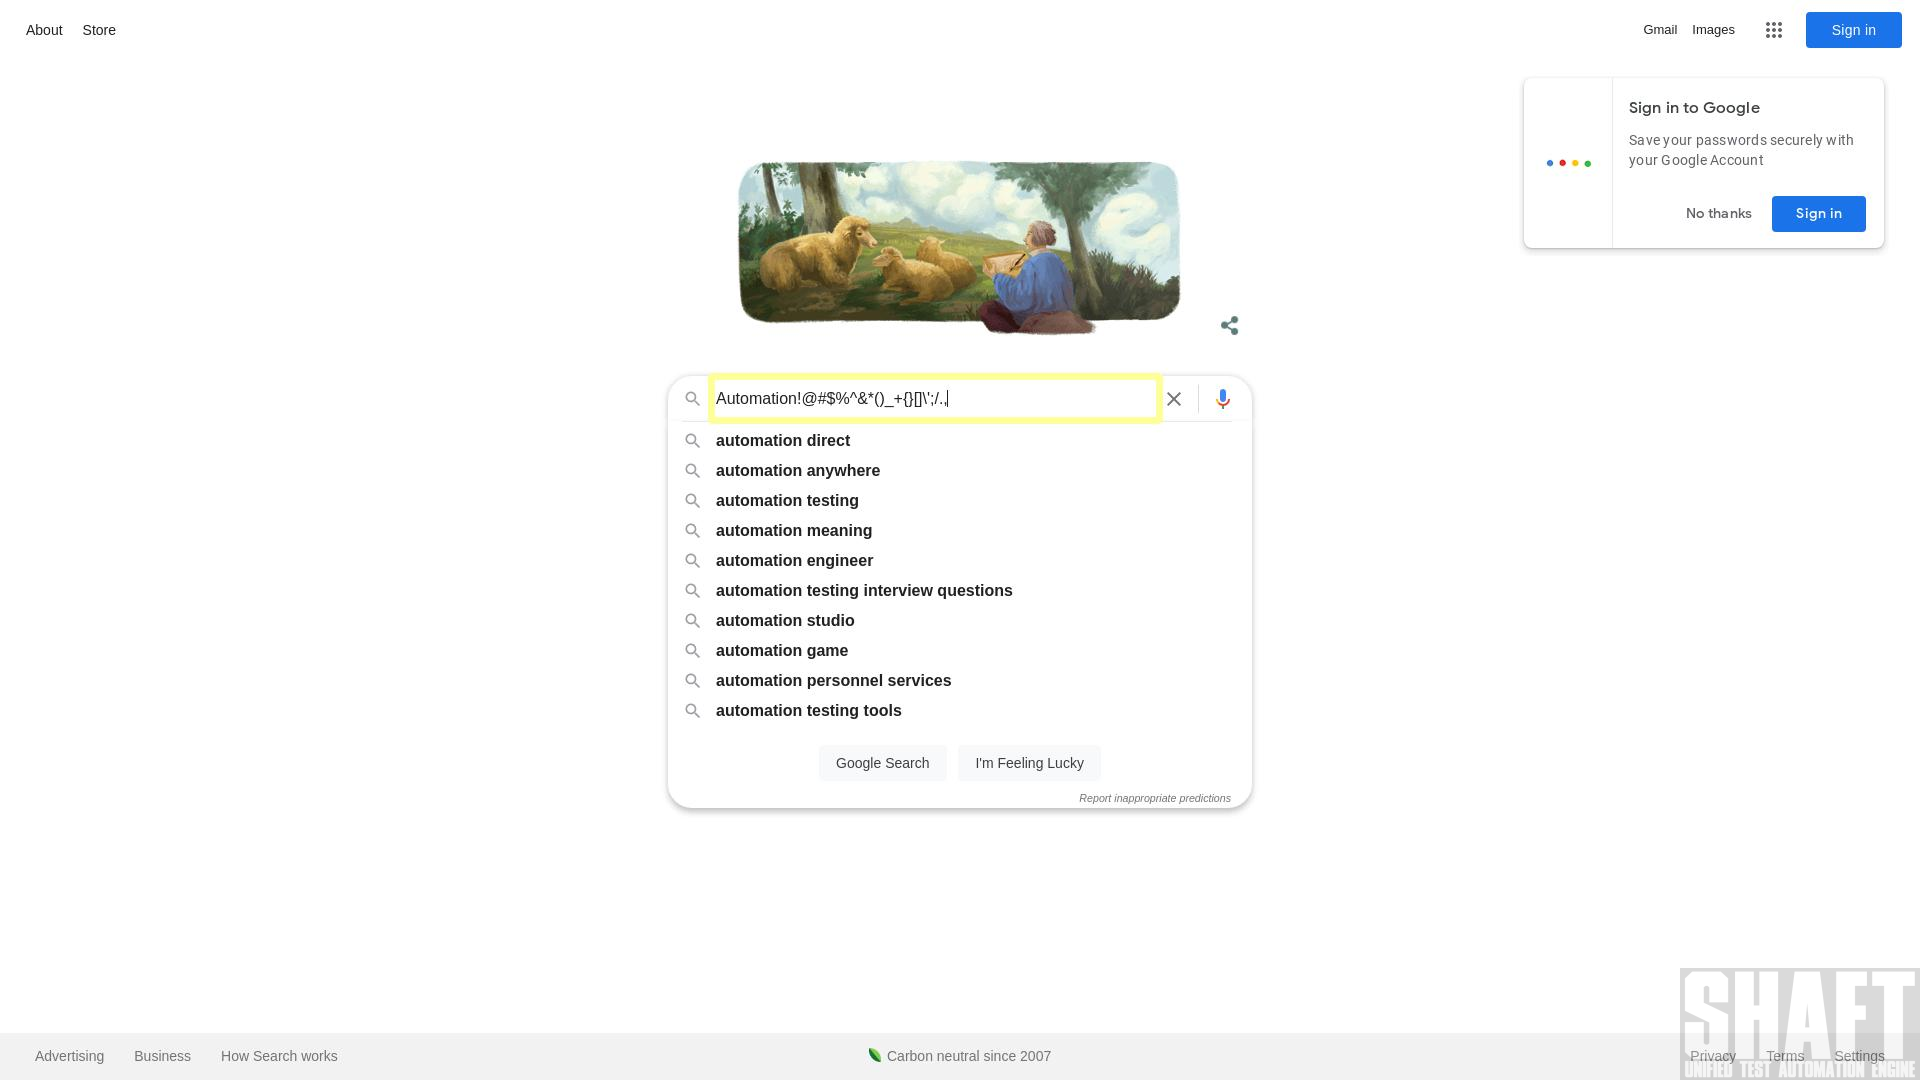 About Store
Gmail Images
Sign in
Sign in to Google
Save your passwords securely with
your Google Account
No thanks
Sign in
Automation!@#$%^&*()_+{}[]\';/.,
automation direct
automation anywhere
automation testing
automation meaning
automation engineer
automation testing interview questions
automation studio
automation game
automation personnel services
automation testing tools
Google Search
I'm Feeling Lucky
Report inappropriate predictions
SHAFT
Advertising Business How Search works
Carbon neutral since 2007
Privacy Terms Settings
UNIFIED TEST AUTOMATION ENGINE